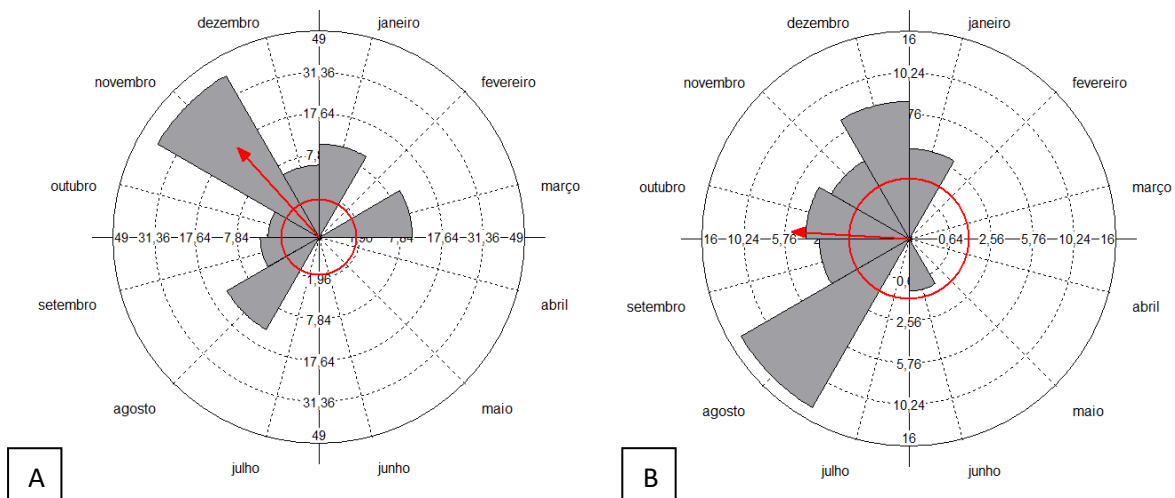 dezembro janeiro
49
novembro 31,36 fevereiro
17,64
outubro março
49 31,36 17,64 7,84 7,84 17,64 31,36 49
1,96
setembro abril
7,84
17,64
agosto maio
31,36
49
julho junho
A
dezembro janeiro
16
novembro 10,24 fevereiro
outubro março
16 10,24 5,76 0,64 2,56 5,76 10,24 16
setembro abril
2,56
5,76
agosto maio
10,24
16
julho junho
B